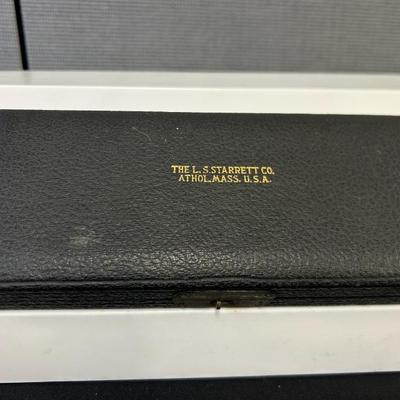 THE L.S.STARRETT CO.
ATHOL,MASS. U.S.A.